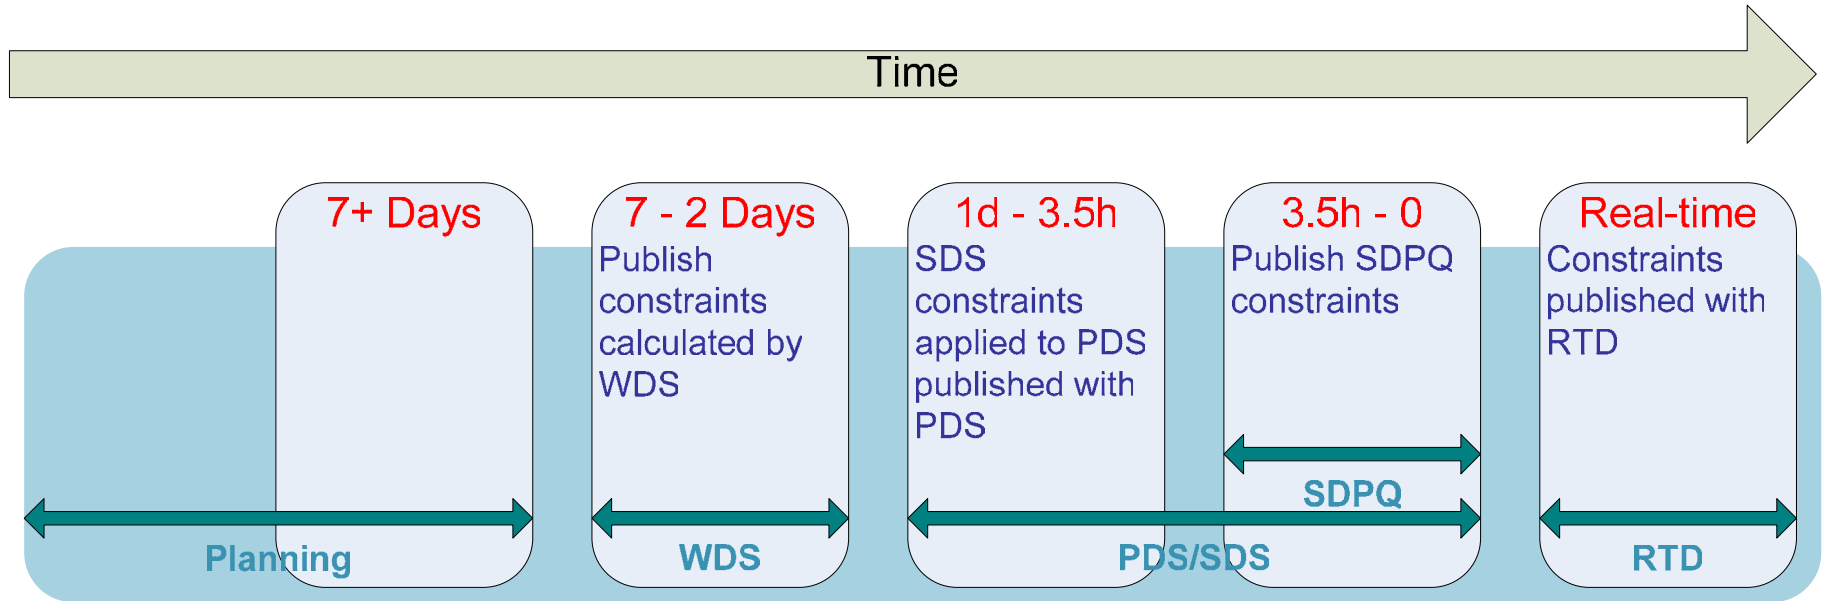 Time
7+ Days
7 - 2 Days
Publish
constraints
calculated by
WDS
1d - 3.5h
SDS
constraints
applied to PDS
published with
PDS
3.5h - 0
Publish SDPQ
constraints
Real-time
Constraints
published with
RTD
SDPQ
Planning
WDS
PDS/SDS
RTD